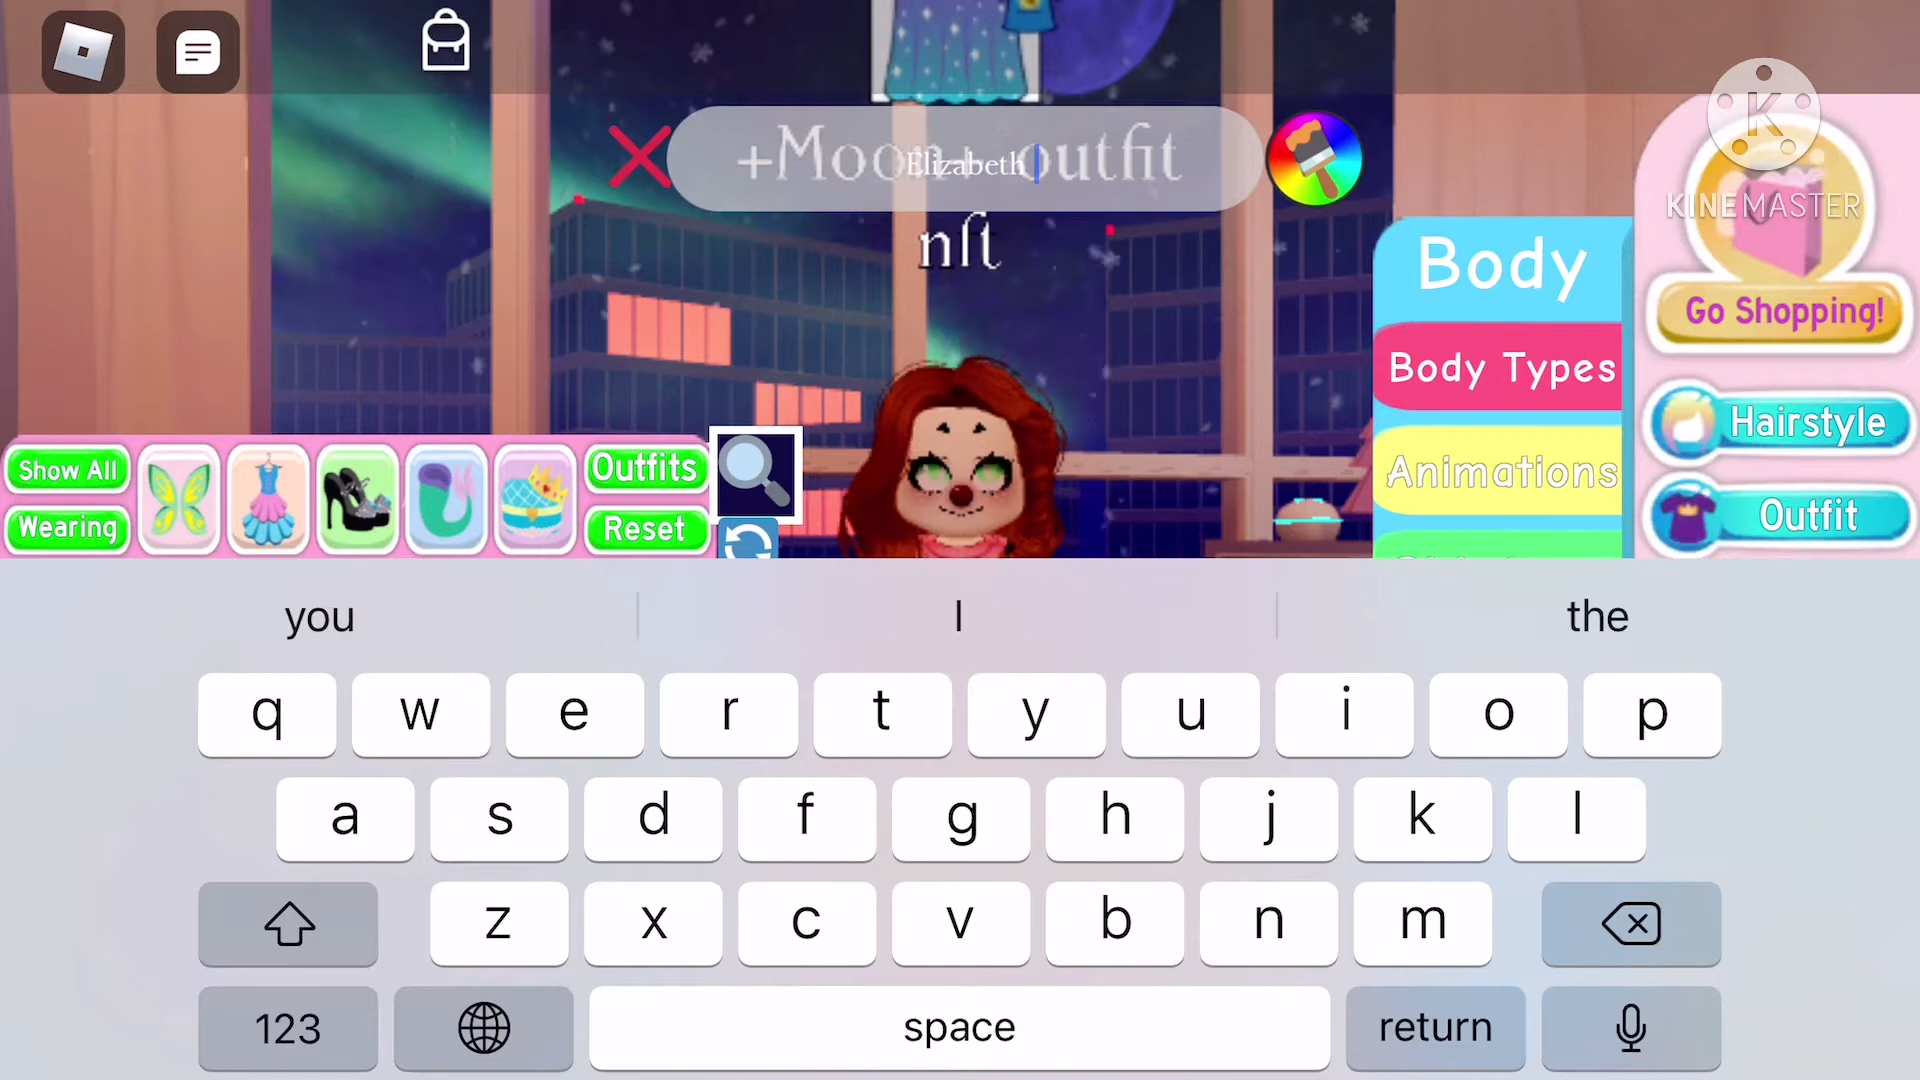 +Moon outfit
Elizabeth
nft
K
KINEMASTER
Body
Body Types
Animations
Go Shopping!
Hairstyle
Outfit
Show All
Wearing
Outfits
Reset
you I the
q w e r t y u i o p
a s d f g h j k l
z x c v b n m
123 space return